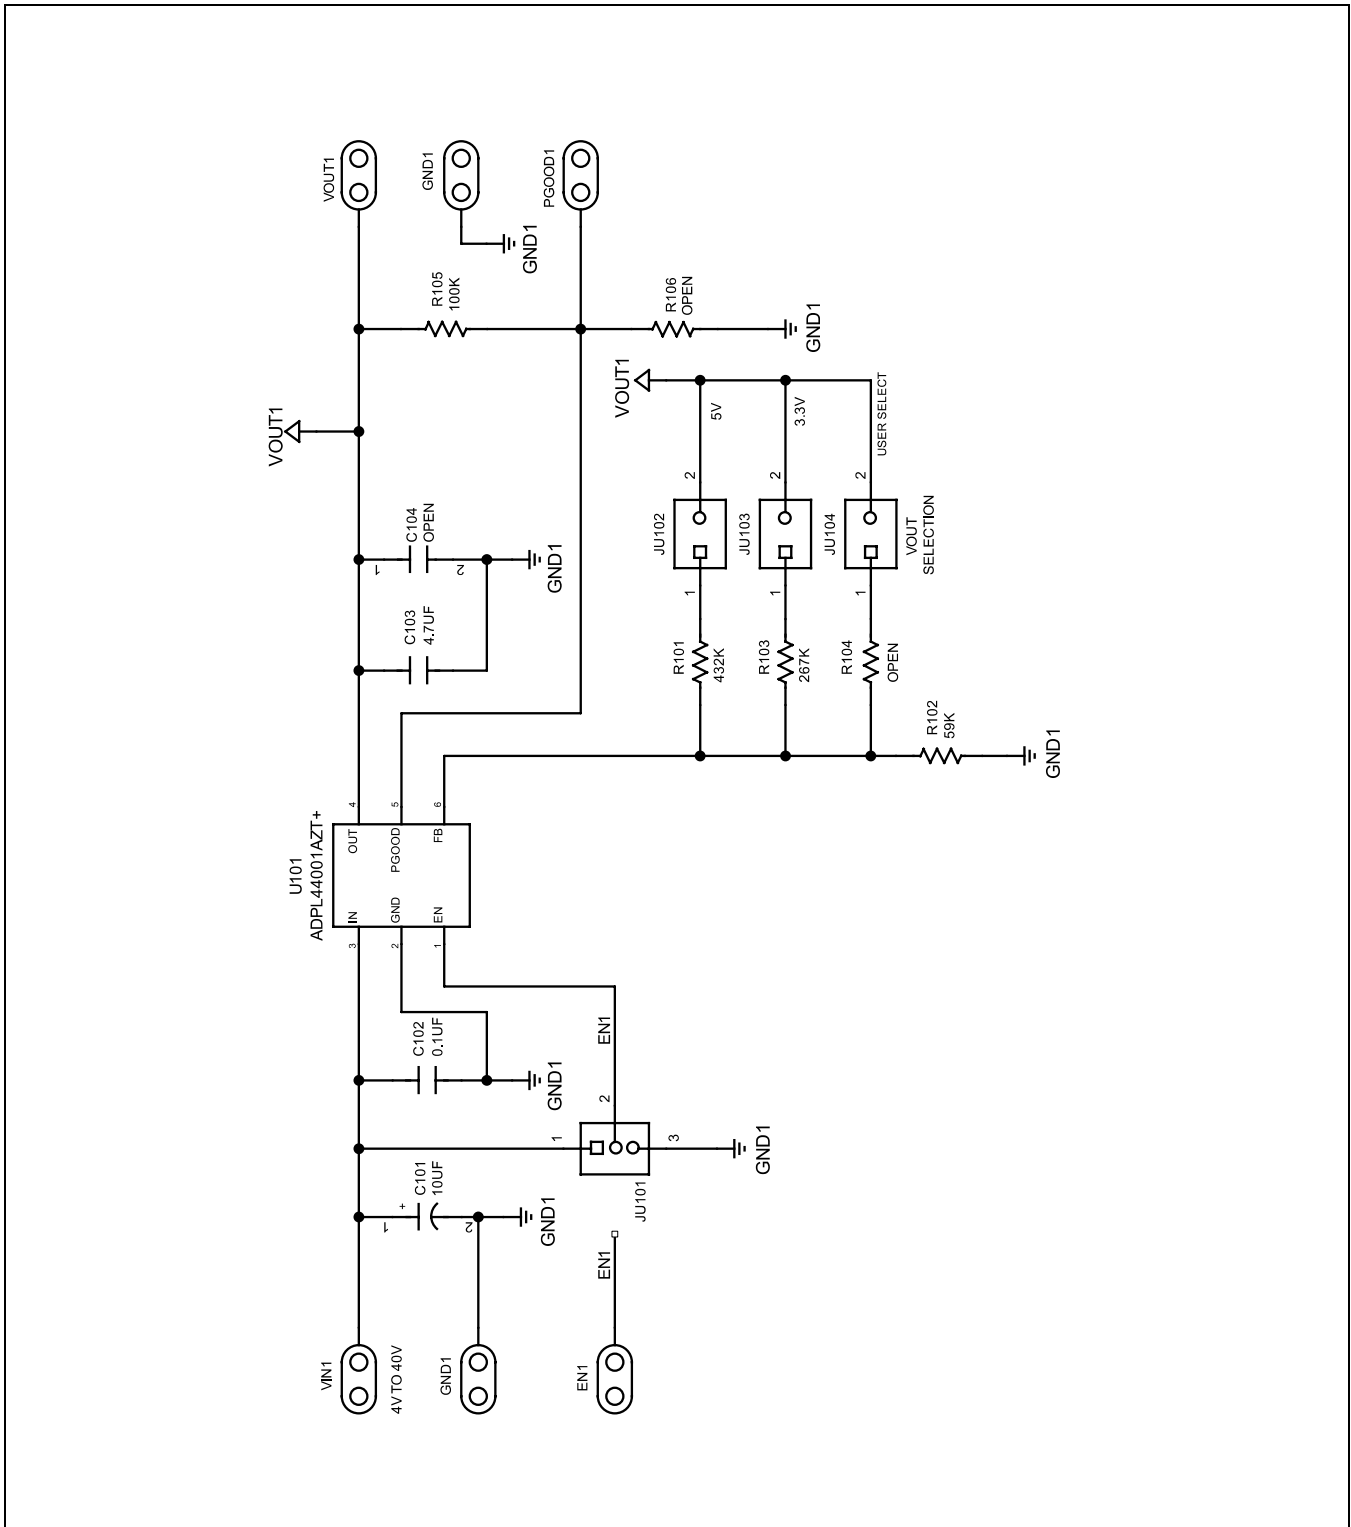 VIN1
4V TO 40V
GND1
EN1
EN1
1
+
2
C101
10UF
GND1
1
2
3
JU101
GND1
EN1
C102
0.1UF
GND1
U101
ADPL44001AZT+
3
IN
2
GND
1
EN
OUT
4
PGOOD
5
FB
6
C103
4.7UF
1
2
C104
OPEN
GND1
VOUT1
R101
432K
1
JU102
2
5V
R103
267K
1
JU103
2
3.3V
R104
OPEN
1
JU104
2
USER SELECT
VOUT
SELECTION
VOUT1
R102
59K
GND1
R105
100K
R106
OPEN
GND1
VOUT1
GND1
GND1
PGOOD1